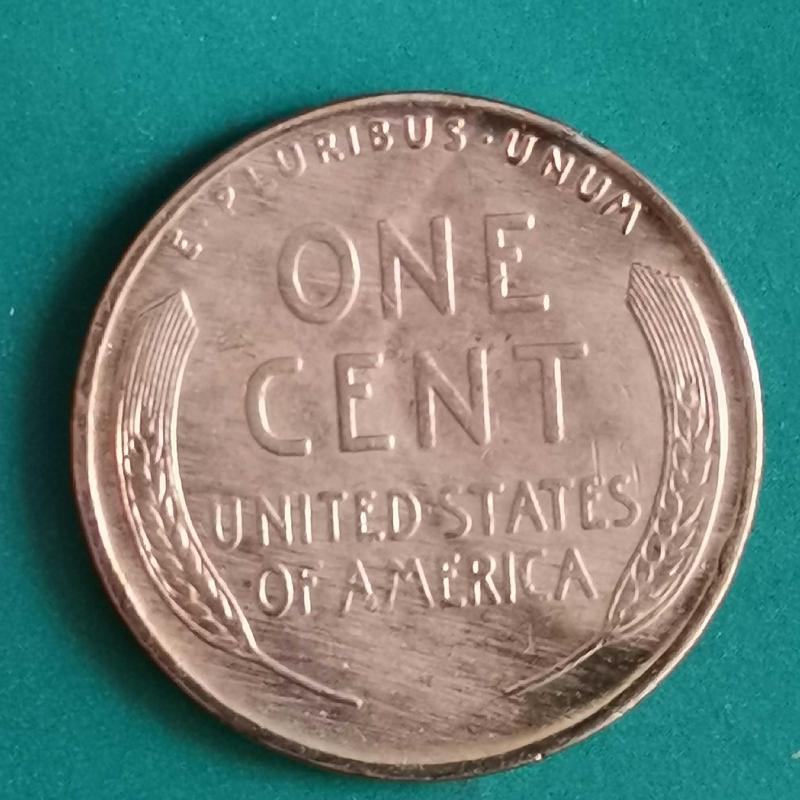 E·PLURIBUS·UNUM
ONE
CENT
UNITED·STATES
OF AMERICA